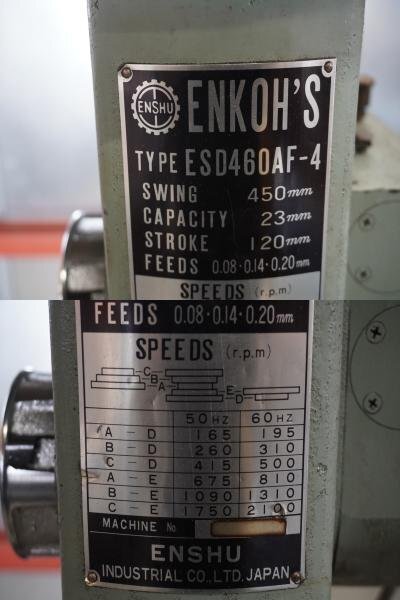 ENSHU
ENKOH'S
TYPE ESD460AF-4
SWING 450mm
CAPACITY 23mm
STROKE 120mm
FEEDS 0.08·0.14·0.20mm
SPEEDS (r.p.m)
FEEDS 0.08·0.14·0.20mm
SPEEDS (r.p.m)
C
B
A
E
D
50HZ 60HZ
A – D 165 195
B – D 260 310
C – D 415 500
A – E 675 810
B – E 1090 1310
C – E 1750 2100
MACHINE No
ENSHU
INDUSTRIAL CO.,LTD.JAPAN